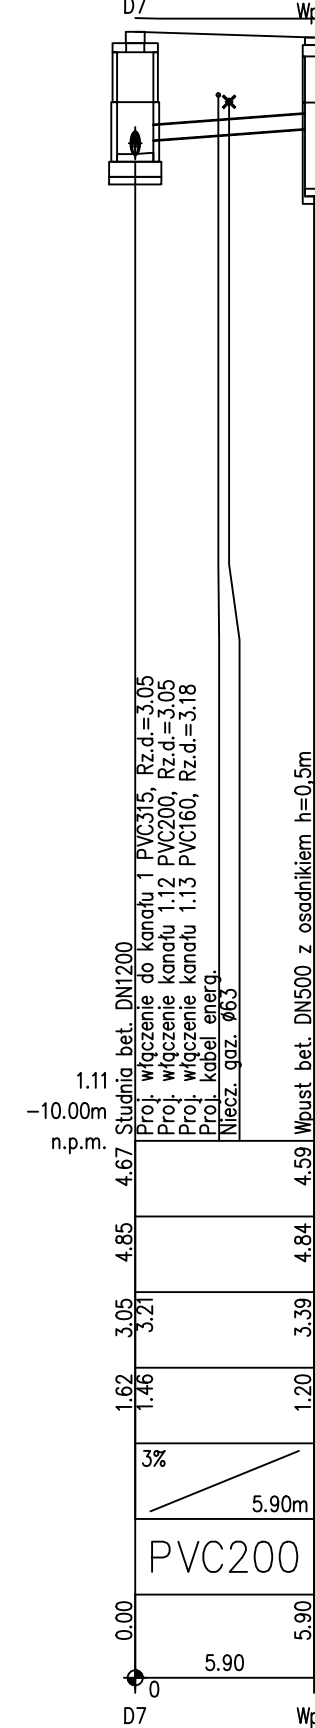 D7
Wp
Studnia bet. DN1200
Proj. włączenie do kanału 1 PVC315, Rz.d.=3.05
Proj. włączenie kanału 1.12 PVC200, Rz.d.=3.05
Proj. włączenie kanału 1.13 PVC160, Rz.d.=3.18
Proj. kabel energ.
Niecz. gaz. ø63
Wpust bet. DN500 z osadnikiem h=0,5m
1.11
-10.00m
n.p.m.
4.67 4.59
4.85 4.84
3.05 3.21 3.39
1.62 1.46 1.20
3%
5.90m
PVC200
0.00 5.90
5.90
0
D7
Wp